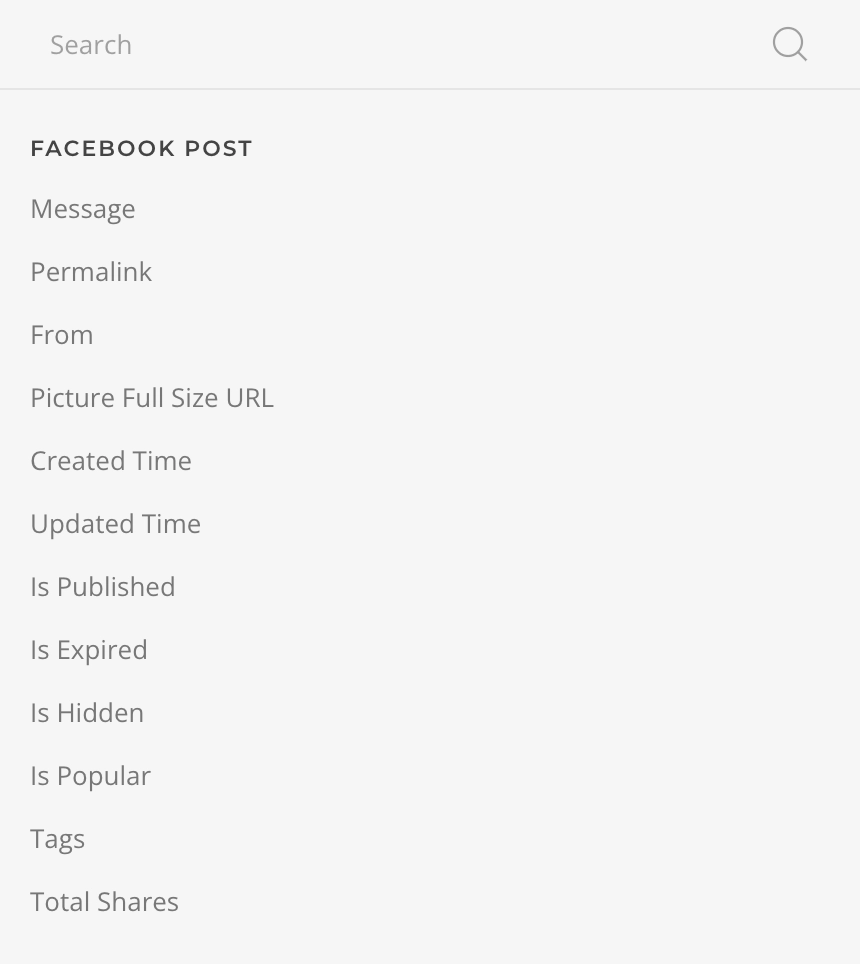 Search
FACEBOOK POST
Message
Permalink
From
Picture Full Size URL
Created Time
Updated Time
Is Published
Is Expired
Is Hidden
Is Popular
Tags
Total Shares